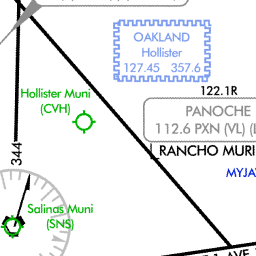 OAKLAND
Hollister
127.45 357.6
122.1R
Hollister Muni
(CVH)
PANOCHE
112.6 PXN (VL) (L
RANCHO MURI
MYJA
344
Salinas Muni
(SNS)
AVE